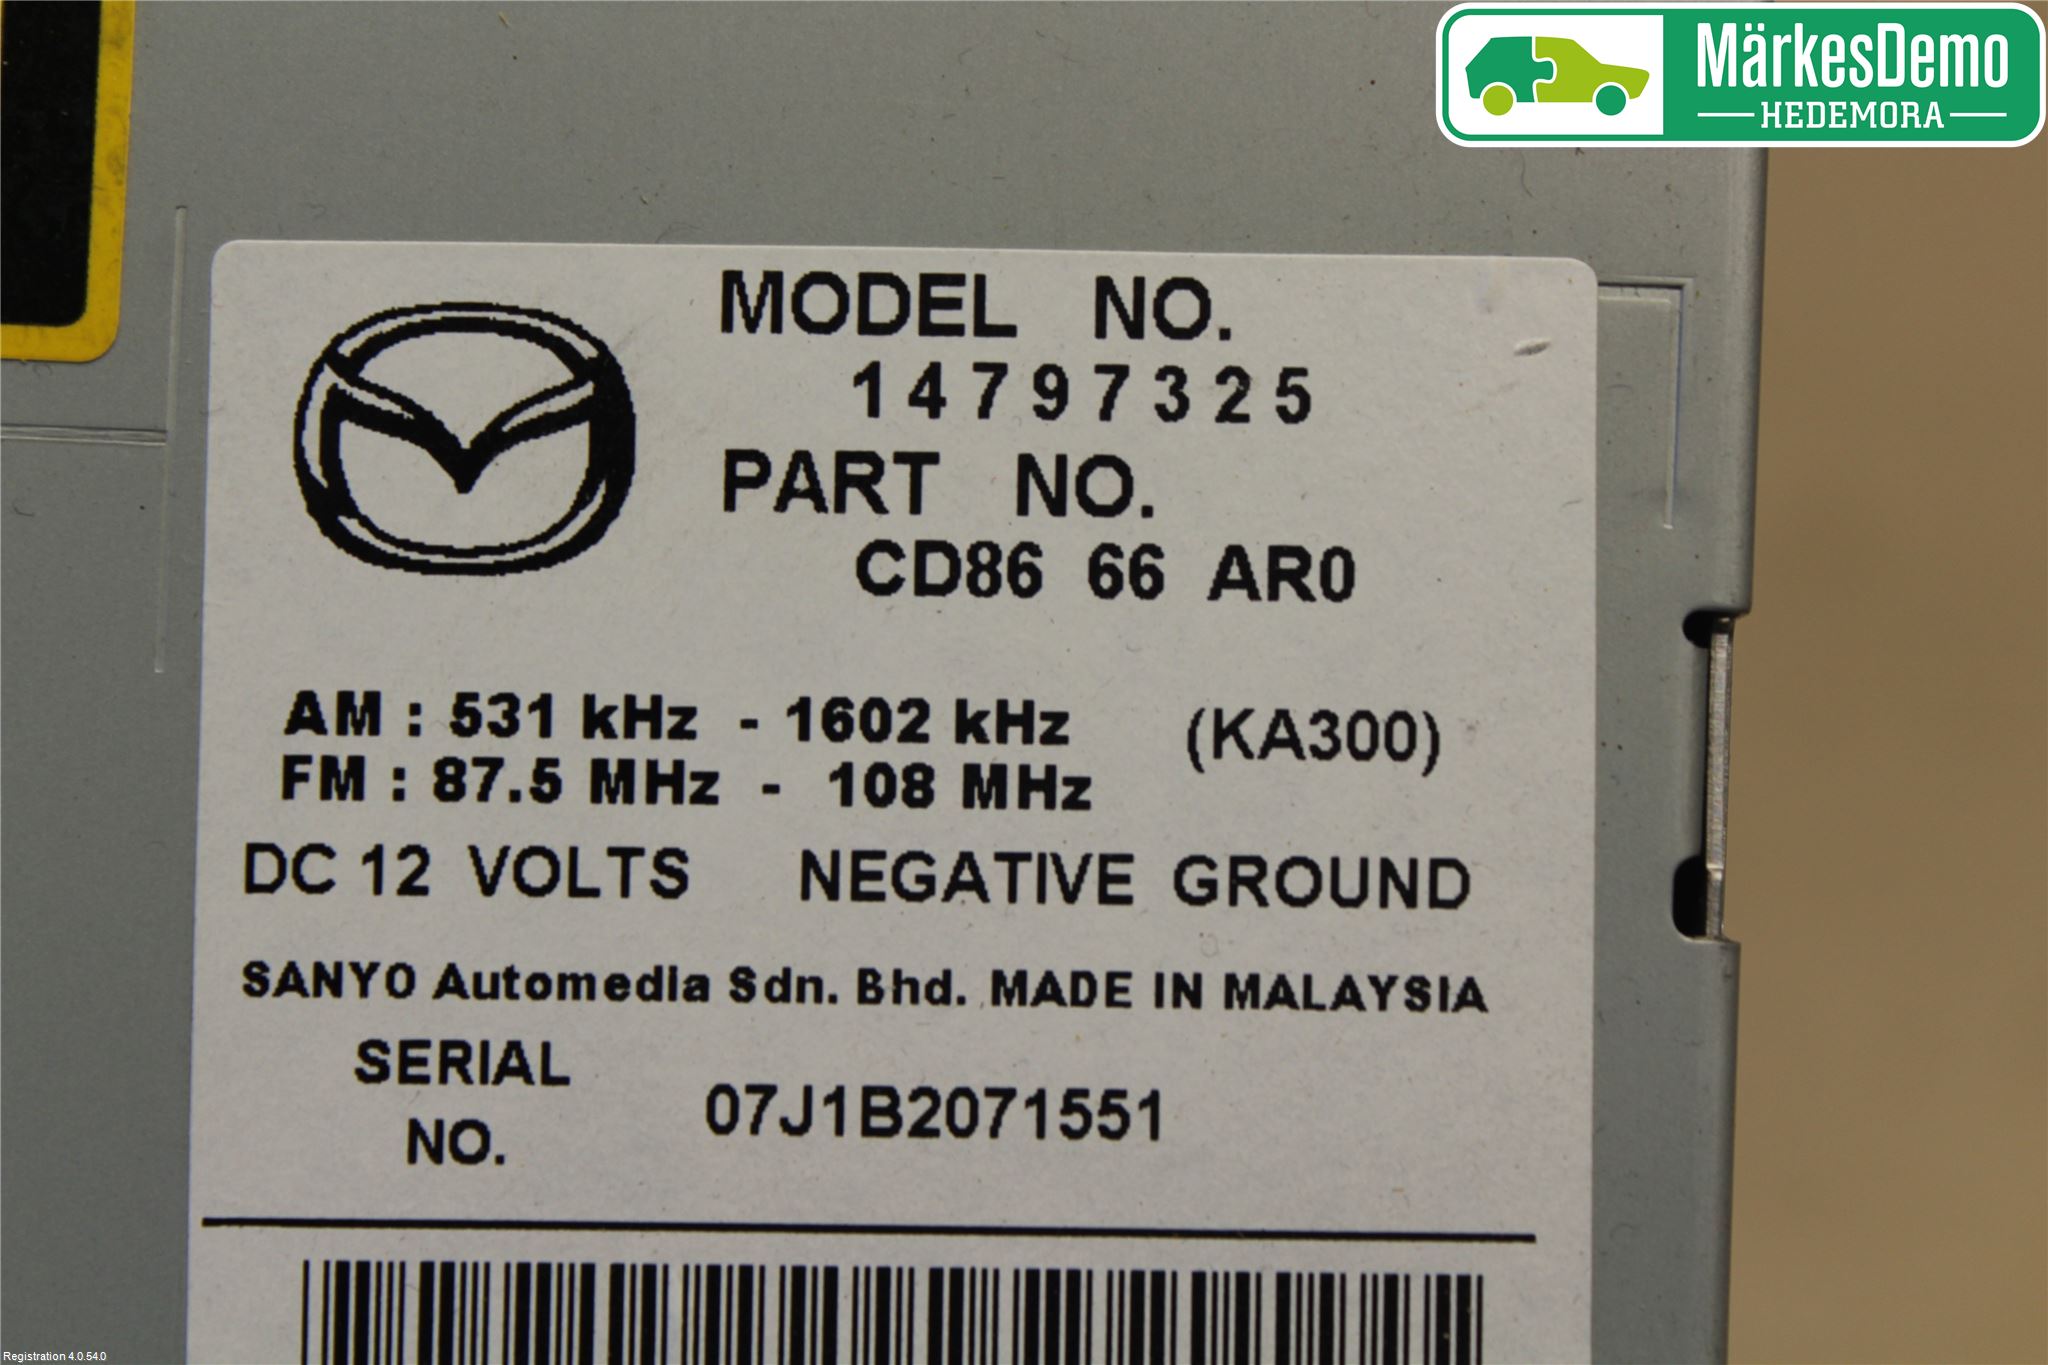 MärkesDemo
HEDEMORA
MODEL NO.
14797325
PART NO.
CD86 66 AR0
AM : 531 kHz - 1602 kHz (KA300)
FM : 87.5 MHz - 108 MHz
DC 12 VOLTS NEGATIVE GROUND
SANYO Automedia Sdn. Bhd. MADE IN MALAYSIA
SERIAL NO. 07J1B2071551
Registration 4.0.54.0